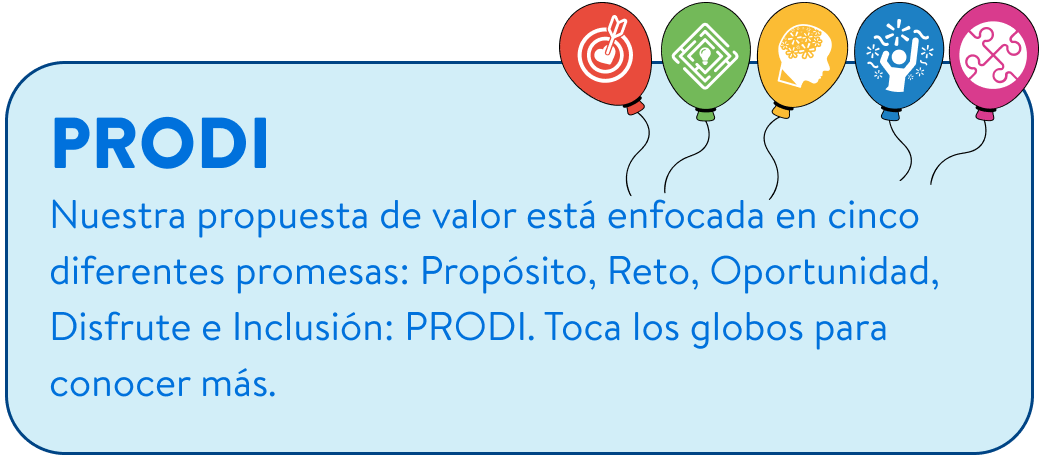 PRODI
Nuestra propuesta de valor está enfocada en cinco
diferentes promesas: Propósito, Reto, Oportunidad,
Disfrute e Inclusión: PRODI. Toca los globos para
conocer más.